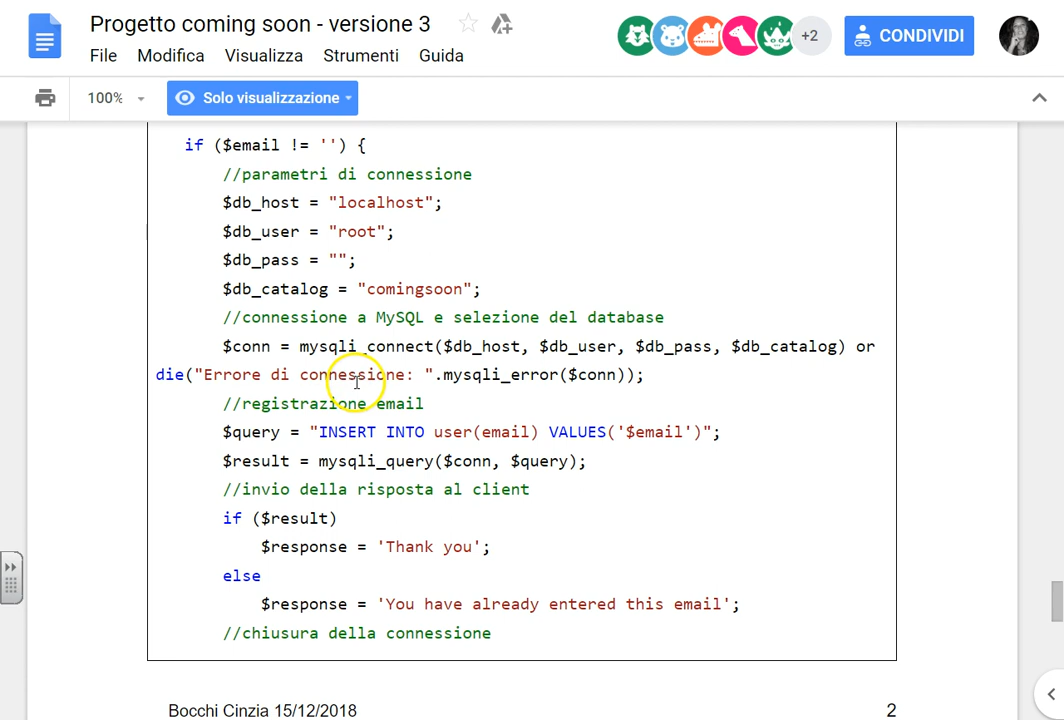 Progetto coming soon - versione 3
+2
CONDIVIDI
File Modifica Visualizza Strumenti Guida
100% Solo visualizzazione
if ($email != '') {
//parametri di connessione
$db_host = "localhost";
$db_user = "root";
$db_pass = "";
$db_catalog = "comingsoon";
//connessione a MySQL e selezione del database
$conn = mysqli_connect($db_host, $db_user, $db_pass, $db_catalog) or
die("Errore di connessione: ".mysqli_error($conn));
//registrazione email
$query = "INSERT INTO user(email) VALUES('$email')";
$result = mysqli_query($conn, $query);
//invio della risposta al client
if ($result)
$response = 'Thank you';
else
$response = 'You have already entered this email';
//chiusura della connessione
Bocchi Cinzia 15/12/2018 2